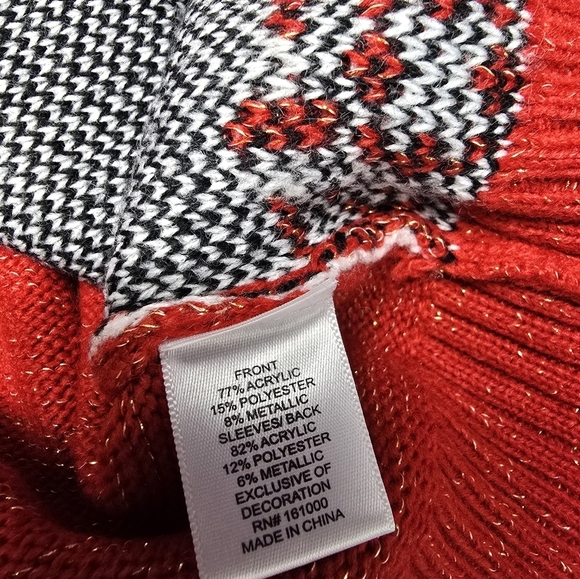 FRONT
77% ACRYLIC
15% POLYESTER
8% METALLIC
SLEEVES/ BACK
82% ACRYLIC
12% POLYESTER
6% METALLIC
EXCLUSIVE OF
DECORATION
RN# 161000
MADE IN CHINA